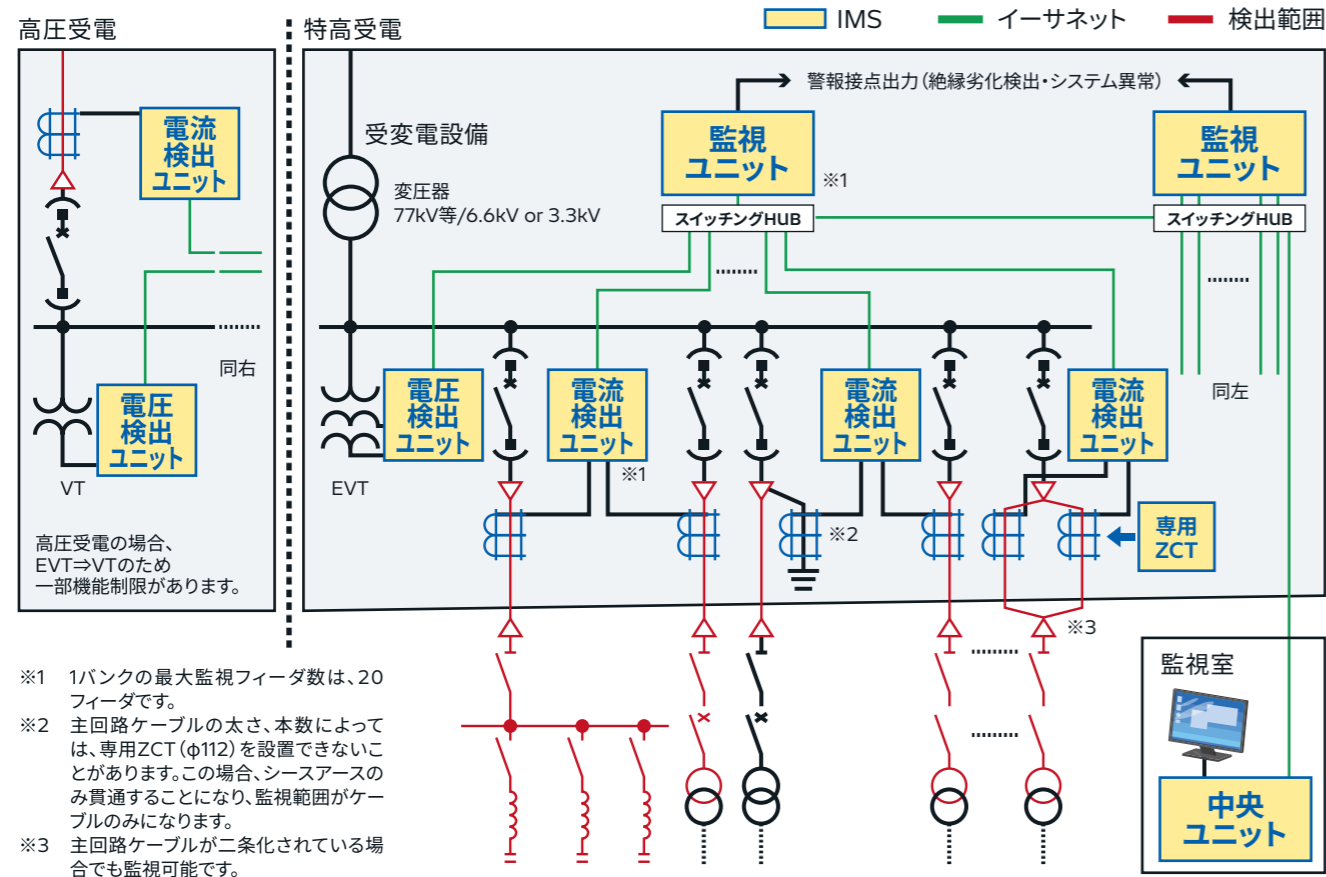 高圧受電
特高受電
IMS
イーサネット
検出範囲
電流
検出
ユニット
同右
電圧
検出
ユニット
VT
高圧受電の場合、
EVT⇒VTのため
一部機能制限があります。
警報接点出力（絶縁劣化検出・システム異常）
受変電設備
変圧器
77kV等/6.6kV or 3.3kV
監視
ユニット
※1
スイッチングHUB
監視
ユニット
スイッチングHUB
同左
電圧
検出
ユニット
EVT
電流
検出
ユニット
※1
電流
検出
ユニット
※2
電流
検出
ユニット
専用
ZCT
※3
監視室
中央
ユニット
※1 1バンクの最大監視フィーダ数は、20
フィーダです。
※2 主回路ケーブルの太さ、本数によって
は、専用ZCT（φ112）を設置できないこ
とがあります。この場合、シースアースの
み貫通することになり、監視範囲がケー
ブルのみになります。
※3 主回路ケーブルが二条化されている場
合でも監視可能です。